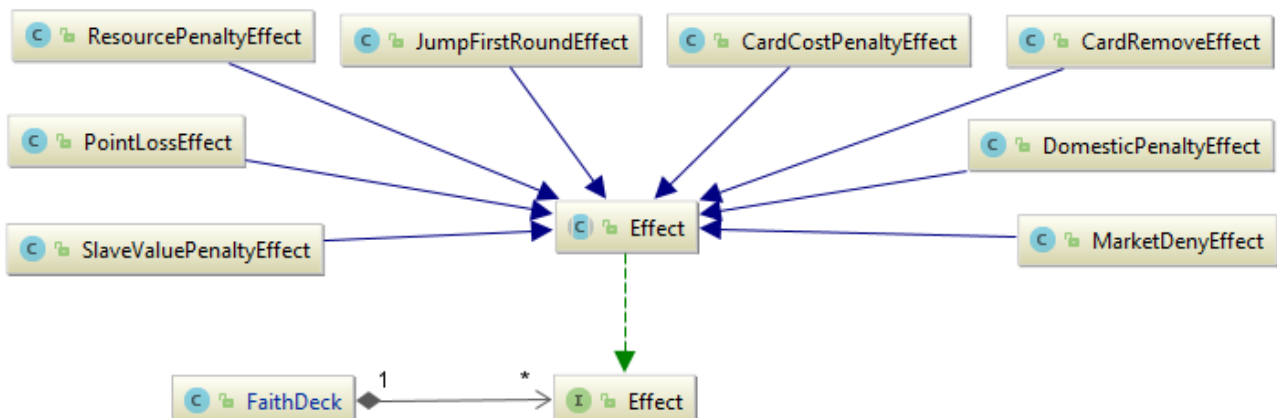 C ResourcePenaltyEffect
C JumpFirstRoundEffect
C CardCostPenaltyEffect
C CardRemoveEffect
C PointLossEffect
C DomesticPenaltyEffect
C Effect
C SlaveValuePenaltyEffect
C MarketDenyEffect
C FaithDeck
1
*
I Effect